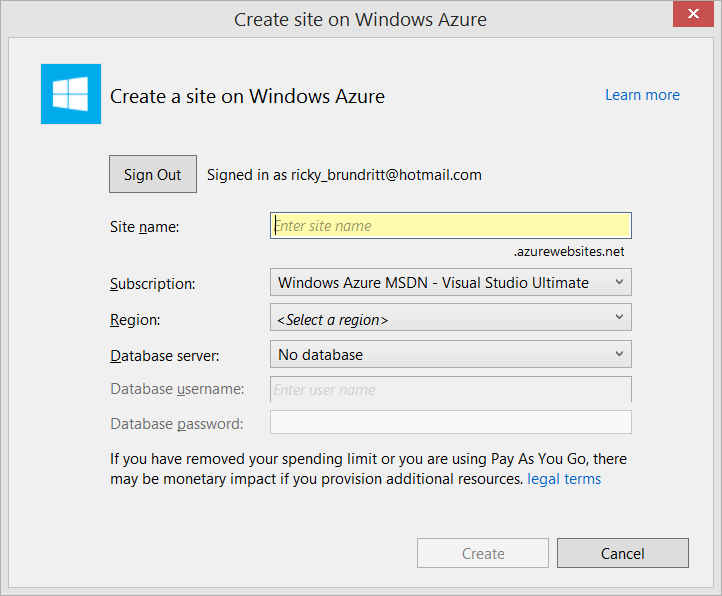 Create site on Windows Azure
Create a site on Windows Azure
Learn more
Sign Out
Signed in as ricky_brundritt@hotmail.com
Site name:
Enter site name
.azurewebsites.net
Subscription:
Windows Azure MSDN - Visual Studio Ultimate
Region:
<Select a region>
Database server:
No database
Database username:
Enter user name
Database password:
If you have removed your spending limit or you are using Pay As You Go, there
may be monetary impact if you provision additional resources. legal terms
Create
Cancel